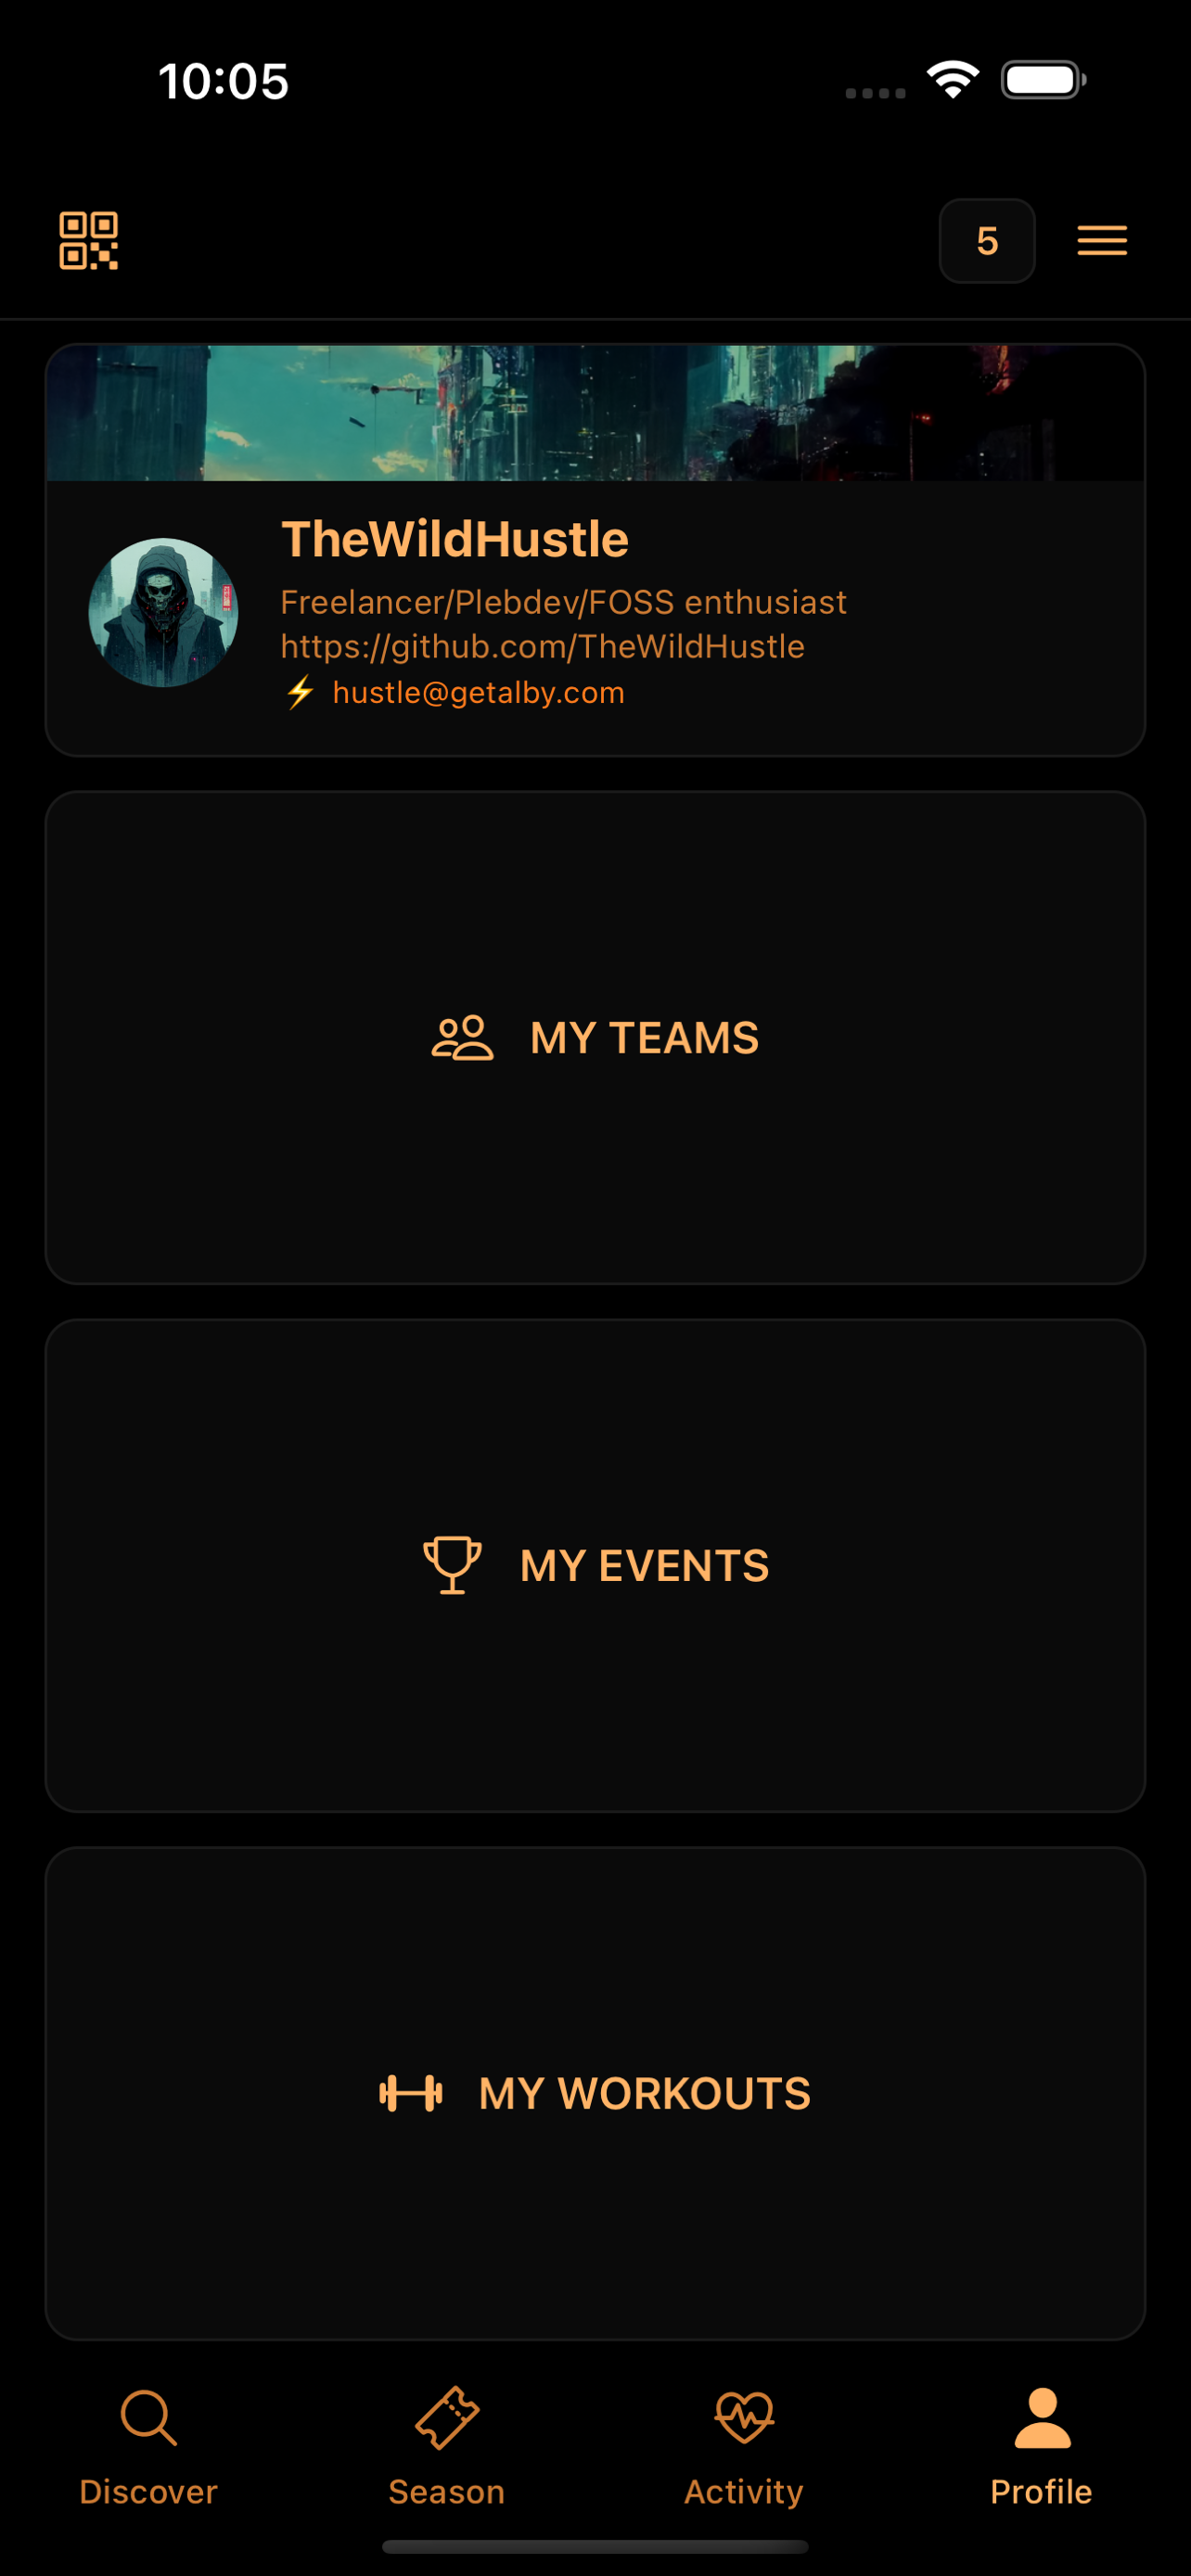 10:05
5
TheWildHustle
Freelancer/Plebdev/FOSS enthusiast
https://github.com/TheWildHustle
⚡ hustle@getalby.com
MY TEAMS
MY EVENTS
MY WORKOUTS
Discover
Season
Activity
Profile